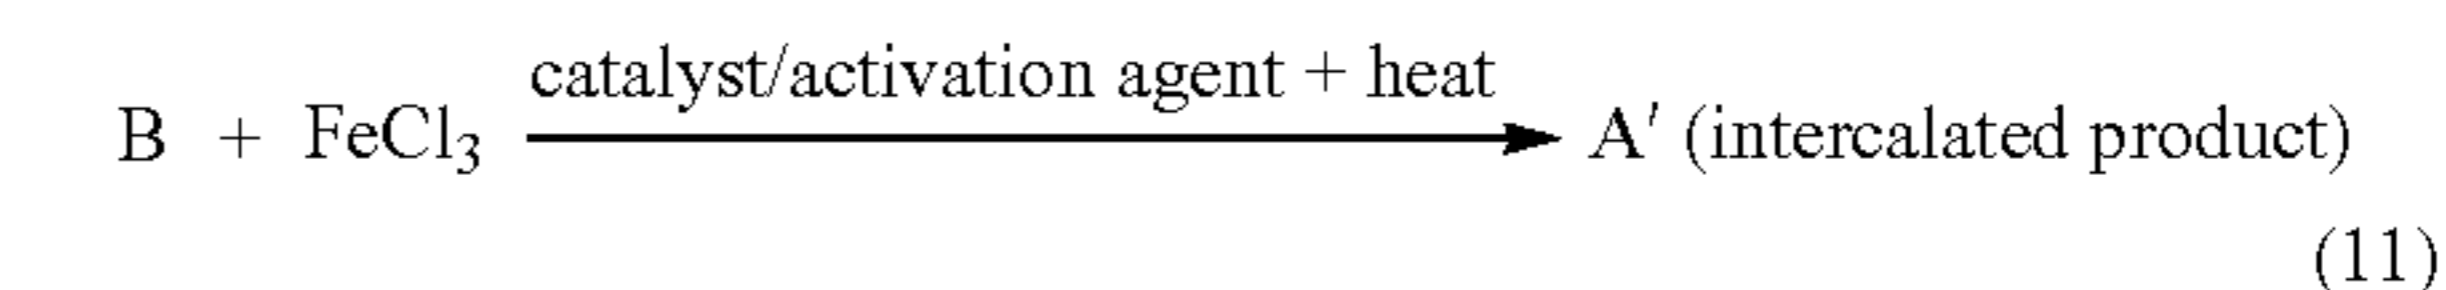 catalyst/activation agent + heat
B + FeCl₃ ⟶ A′ (intercalated product)
(11)